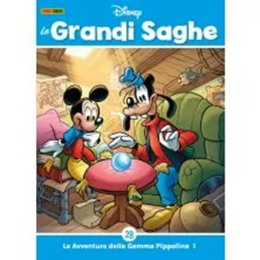 PANINI COMICS
Disney
Le Grandi Saghe
29
Le Avventure della Gemma Pippolina 1